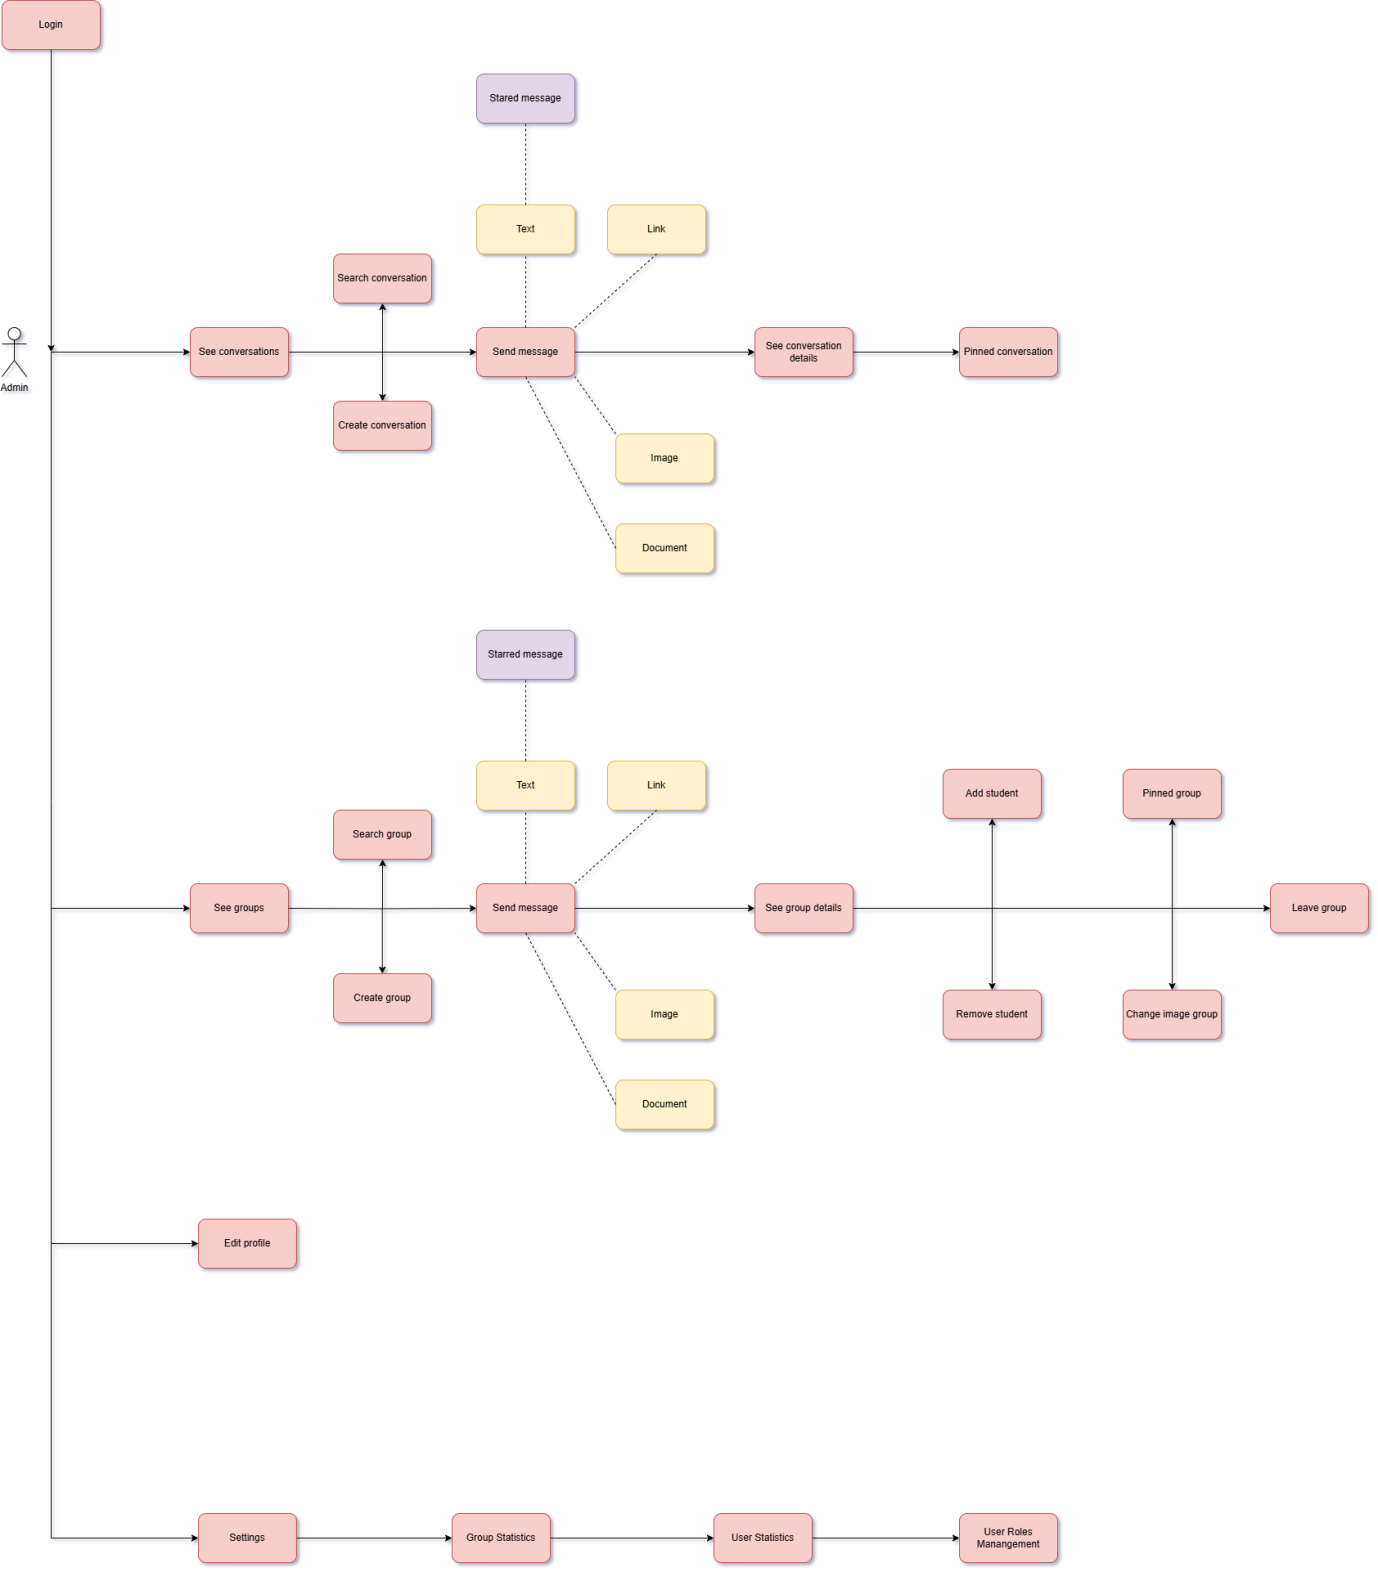 Login
Stared message
Text
Link
Search conversation
Admin
See conversations
Send message
See conversation
details
Pinned conversation
Create conversation
Image
Document
Starred message
Text
Link
Add student
Pinned group
Search group
See groups
Send message
See group details
Leave group
Create group
Image
Remove student
Change image group
Document
Edit profile
Settings
Group Statistics
User Statistics
User Roles
Manangement